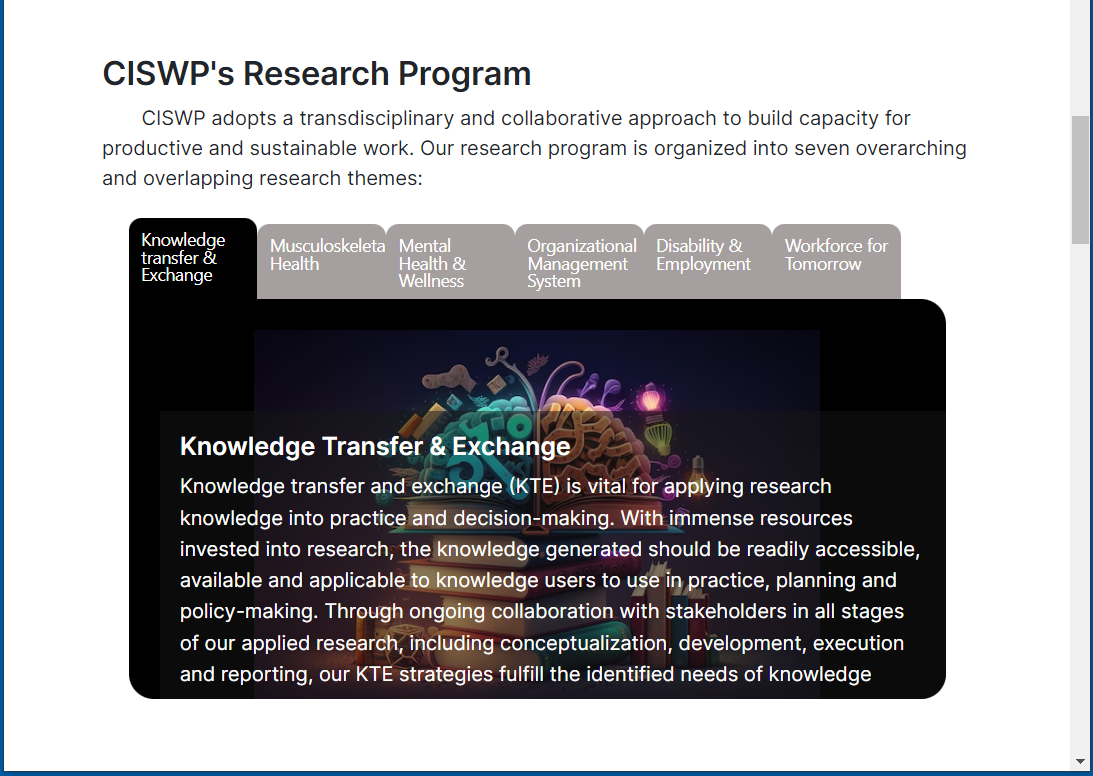 CISWP's Research Program
CISWP adopts a transdisciplinary and collaborative approach to build capacity for
productive and sustainable work. Our research program is organized into seven overarching
and overlapping research themes:
Knowledge
transfer &
Exchange
Musculoskeleta
Health
Mental
Health &
Wellness
Organizational
Management
System
Disability &
Employment
Workforce for
Tomorrow
Knowledge Transfer & Exchange
Knowledge transfer and exchange (KTE) is vital for applying research
knowledge into practice and decision-making. With immense resources
invested into research, the knowledge generated should be readily accessible,
available and applicable to knowledge users to use in practice, planning and
policy-making. Through ongoing collaboration with stakeholders in all stages
of our applied research, including conceptualization, development, execution
and reporting, our KTE strategies fulfill the identified needs of knowledge